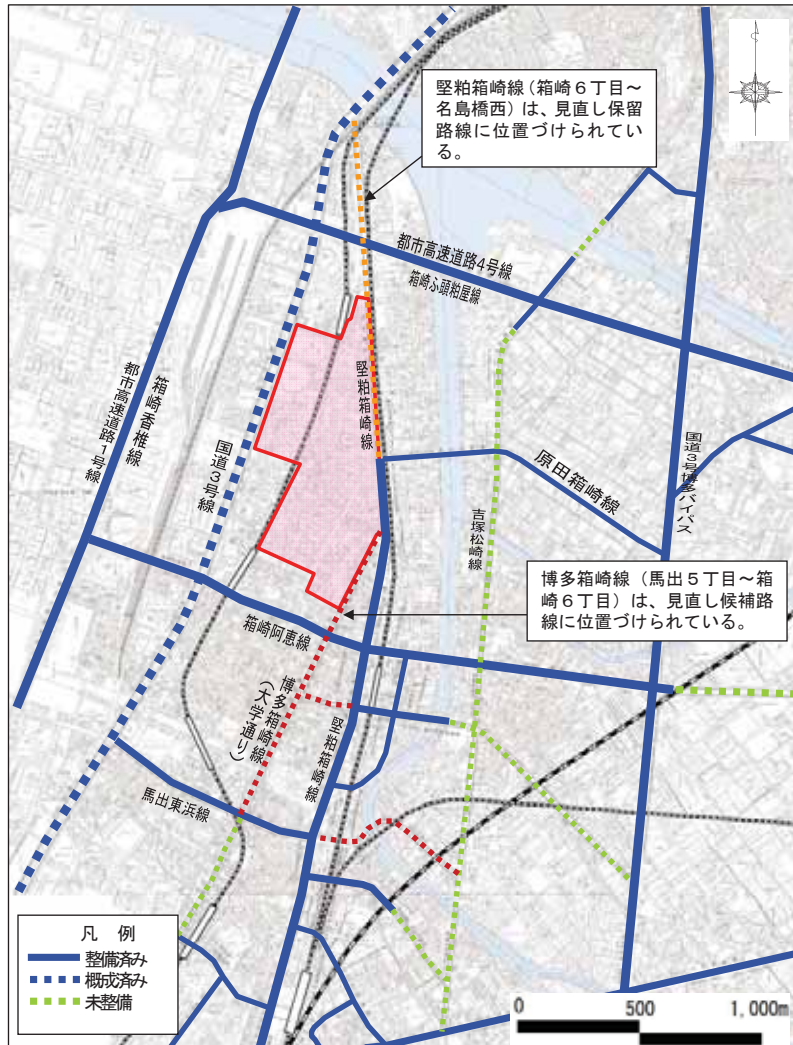 堅粕箱崎線（箱崎６丁目～
名島橋西）は、見直し保留
路線に位置づけられてい
る。
都市高速道路4号線
箱崎ふ頭粕屋線
堅粕箱崎線
箱崎香椎線
都市高速道路1号線
国道3号線
原田箱崎線
国道3号博多バイパス
吉塚松崎線
博多箱崎線（馬出５丁目～箱
崎６丁目）は、見直し候補路
線に位置づけられている。
箱崎阿恵線
博多箱崎線
（大学通り）
堅粕箱崎線
馬出東浜線
凡　例
整備済み
概成済み
未整備
0 500 1,000m